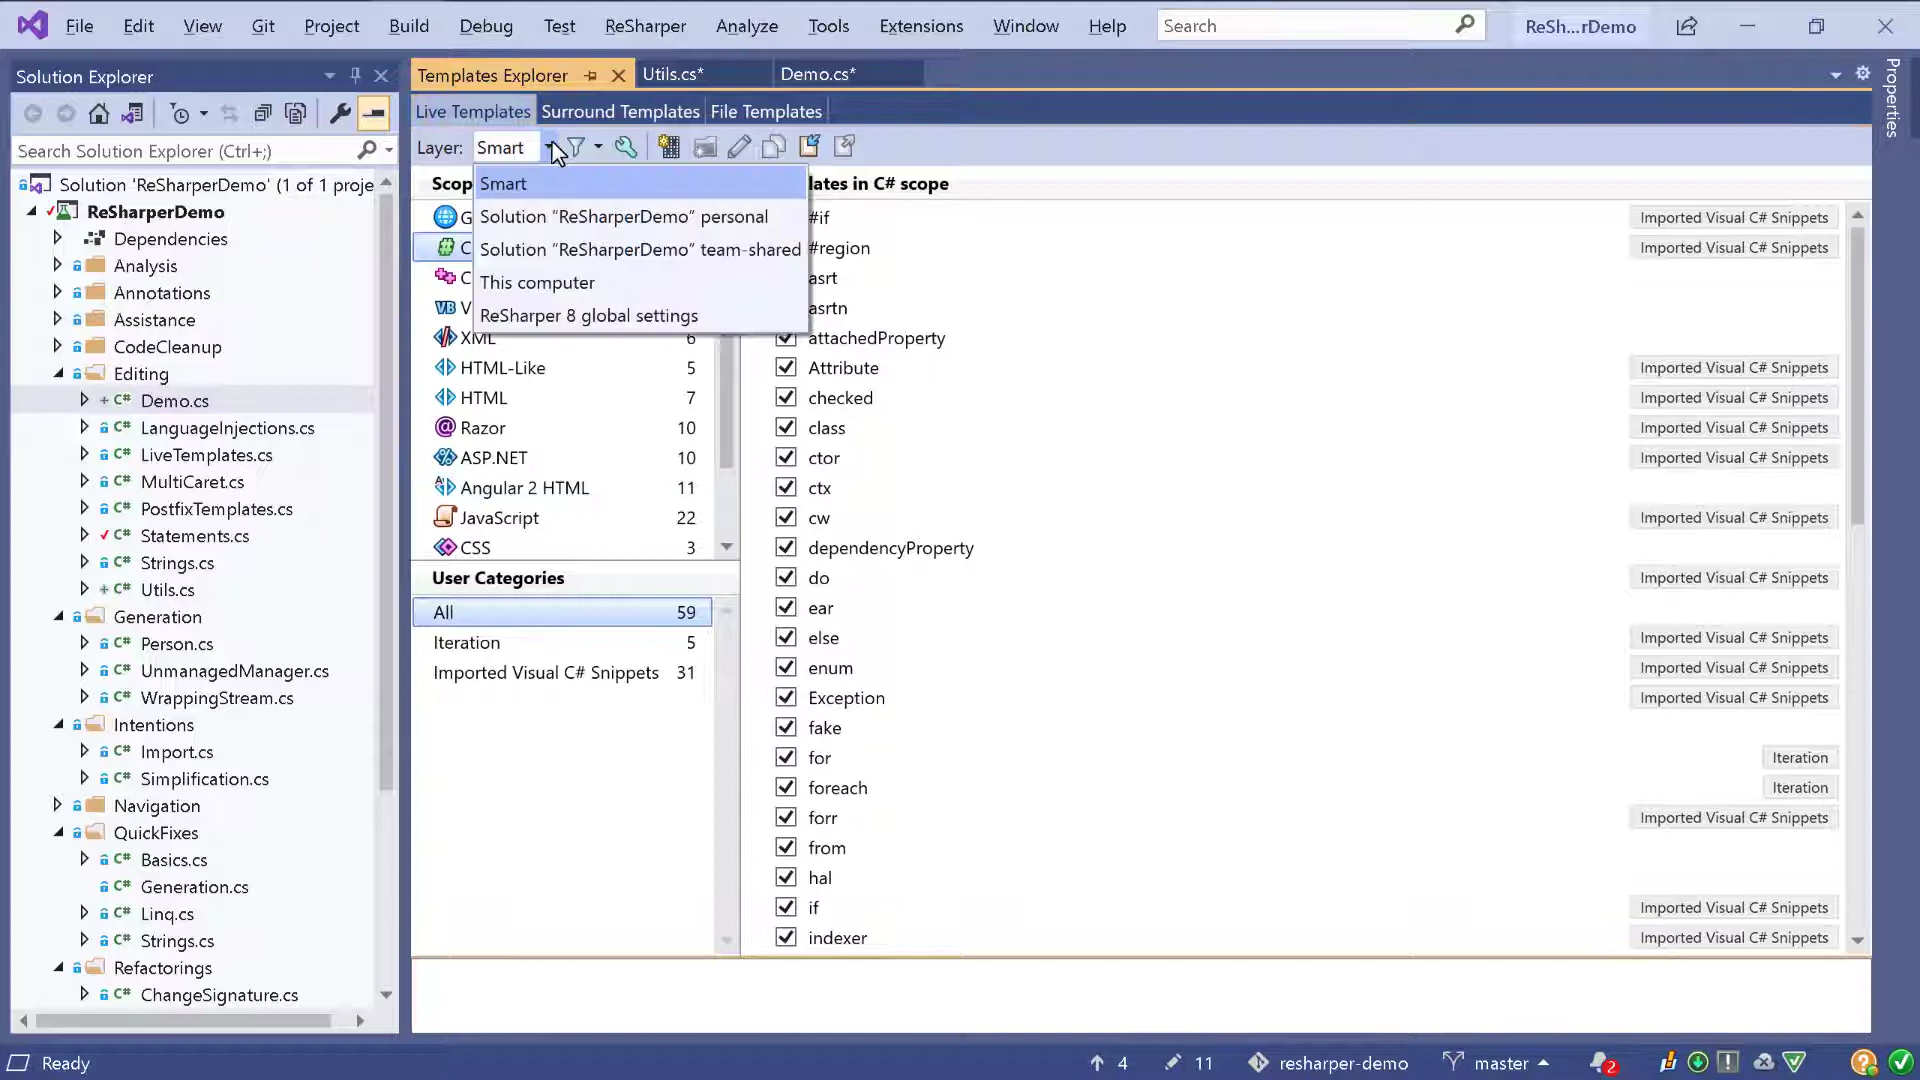 File Edit View Git Project Build Debug Test ReSharper Analyze Tools Extensions Window Help Search ReSh...rDemo
Solution Explorer
Search Solution Explorer (Ctrl+;)
Solution 'ReSharperDemo' (1 of 1 proje
ReSharperDemo
Dependencies
Analysis
Annotations
Assistance
CodeCleanup
Editing
C# Demo.cs
C# LanguageInjections.cs
C# LiveTemplates.cs
C# MultiCaret.cs
C# PostfixTemplates.cs
C# Statements.cs
C# Strings.cs
C# Utils.cs
Generation
C# Person.cs
C# UnmanagedManager.cs
C# WrappingStream.cs
Intentions
C# Import.cs
C# Simplification.cs
Navigation
QuickFixes
C# Basics.cs
C# Generation.cs
C# Linq.cs
C# Strings.cs
Refactorings
C# ChangeSignature.cs
Templates Explorer Utils.cs* Demo.cs*
Live Templates Surround Templates File Templates
Layer: Smart
Smart
Solution "ReSharperDemo" personal
Solution "ReSharperDemo" team-shared
This computer
ReSharper 8 global settings
Scop
G
C
C
VB V
XML 6
HTML-Like 5
HTML 7
Razor 10
ASP.NET 10
Angular 2 HTML 11
JavaScript 22
CSS 3
User Categories
All 59
Iteration 5
Imported Visual C# Snippets 31
lates in C# scope
#if Imported Visual C# Snippets
#region Imported Visual C# Snippets
asrt
asrtn
attachedProperty
Attribute Imported Visual C# Snippets
checked Imported Visual C# Snippets
class Imported Visual C# Snippets
ctor Imported Visual C# Snippets
ctx
cw Imported Visual C# Snippets
dependencyProperty
do Imported Visual C# Snippets
ear
else Imported Visual C# Snippets
enum Imported Visual C# Snippets
Exception Imported Visual C# Snippets
fake
for Iteration
foreach Iteration
forr Imported Visual C# Snippets
from
hal
if Imported Visual C# Snippets
indexer Imported Visual C# Snippets
Properties
Ready 4 11 resharper-demo master 2